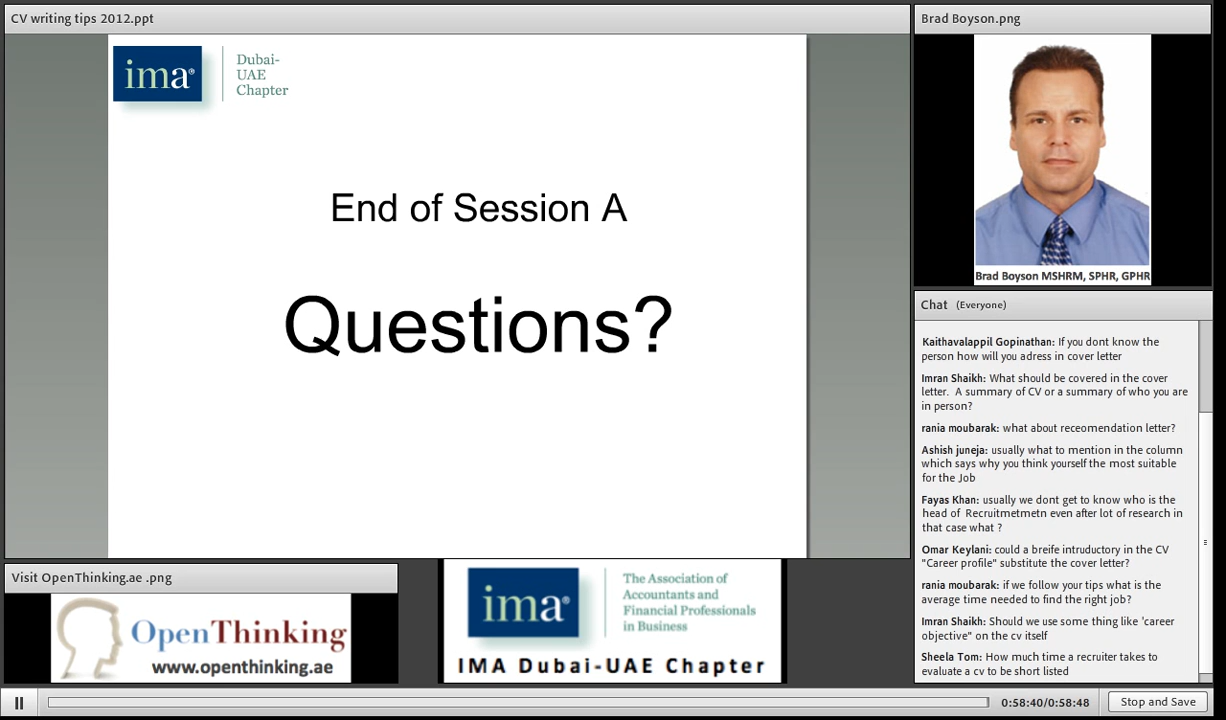 CV writing tips 2012.ppt
ima®
Dubai-
UAE
Chapter
End of Session A
Questions?
Brad Boyson.png
Brad Boyson MSHRM, SPHR, GPHR
Chat (Everyone)
Kaithavalappil Gopinathan: If you dont know the
person how will you adress in cover letter
Imran Shaikh: What should be covered in the cover
letter. A summary of CV or a summary of who you are
in person?
rania moubarak: what about receomendation letter?
Ashish juneja: usually what to mention in the column
which says why you think yourself the most suitable
for the Job
Fayas Khan: usually we dont get to know who is the
head of Recruitmetmetn even after lot of research in
that case what ?
Omar Keylani: could a breife intruductory in the CV
"Career profile" substitute the cover letter?
rania moubarak: if we follow your tips what is the
average time needed to find the right job?
Imran Shaikh: Should we use some thing like 'career
objective" on the cv itself
Sheela Tom: How much time a recruiter takes to
evaluate a cv to be short listed
Visit OpenThinking.ae .png
OpenThinking
www.openthinking.ae
ima®
The Association of
Accountants and
Financial Professionals
in Business
IMA Dubai-UAE Chapter
0:58:40/0:58:48
Stop and Save